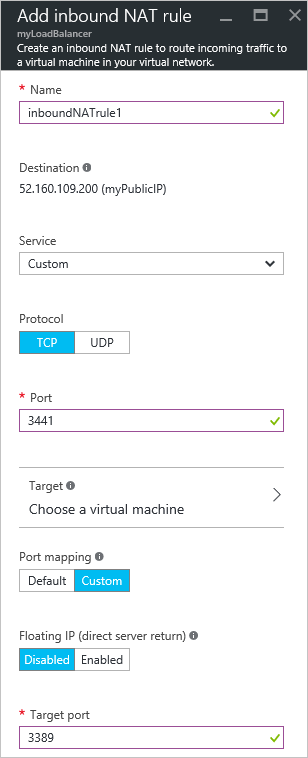 Add inbound NAT rule
myLoadBalancer
Create an inbound NAT rule to route incoming traffic to
a virtual machine in your virtual network.
* Name
inboundNATrule1
Destination
52.160.109.200 (myPublicIP)
Service
Custom
Protocol
TCP UDP
* Port
3441
Target
Choose a virtual machine
Port mapping
Default Custom
Floating IP (direct server return)
Disabled Enabled
* Target port
3389